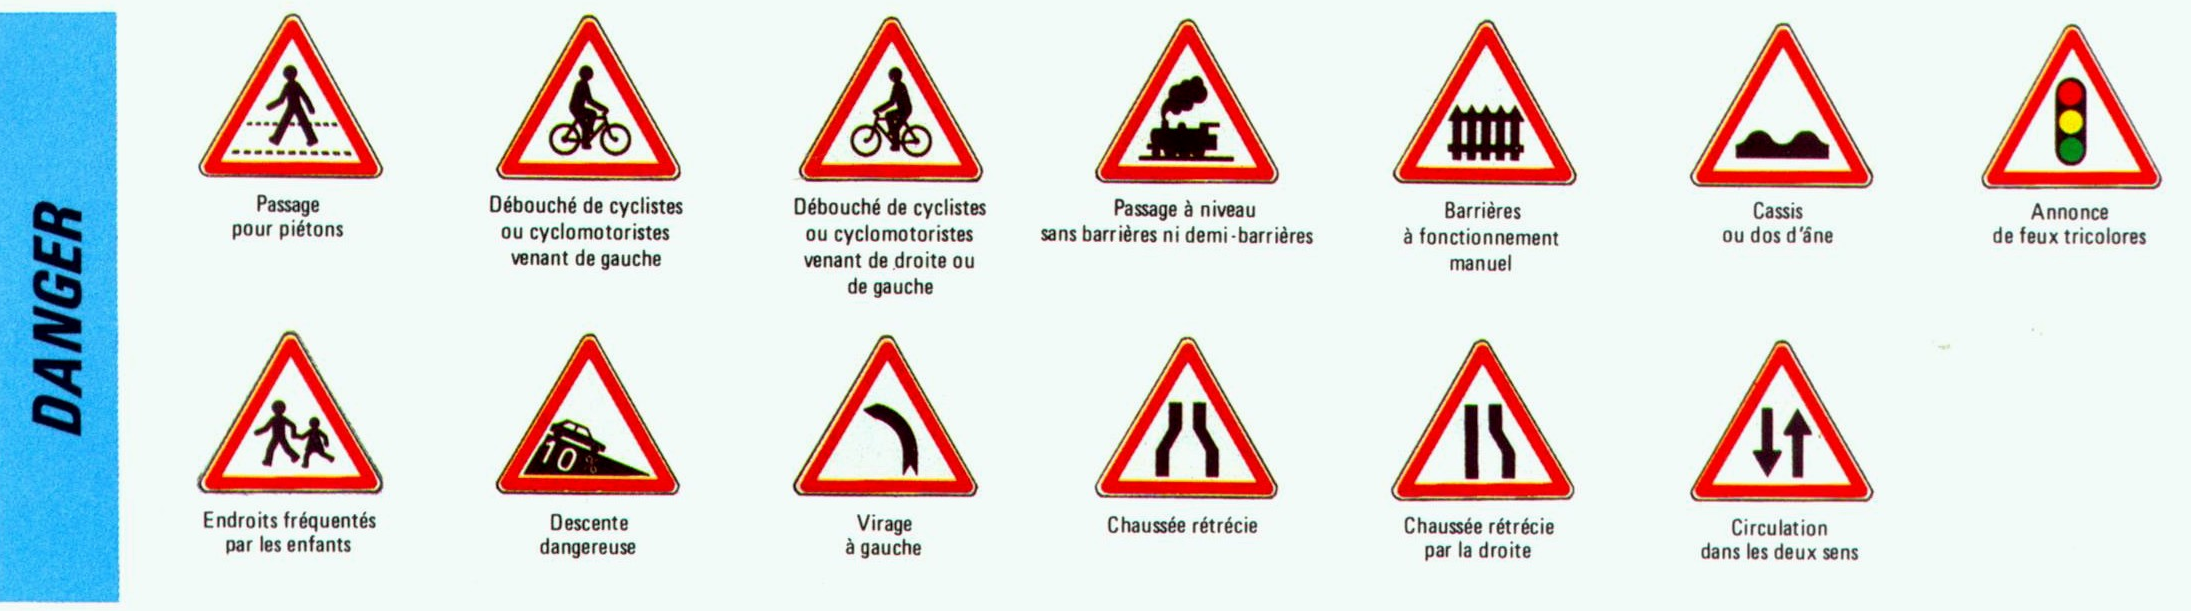 DANGER
Passage
pour piétons
Débouché de cyclistes
ou cyclomotoristes
venant de gauche
Débouché de cyclistes
ou cyclomotoristes
venant de droite ou
de gauche
Passage à niveau
sans barrières ni demi-barrières
Barrières
à fonctionnement
manuel
Cassis
ou dos d'âne
Annonce
de feux tricolores
Endroits fréquentés
par les enfants
10 %
Descente
dangereuse
Virage
à gauche
Chaussée rétrécie
Chaussée rétrécie
par la droite
Circulation
dans les deux sens